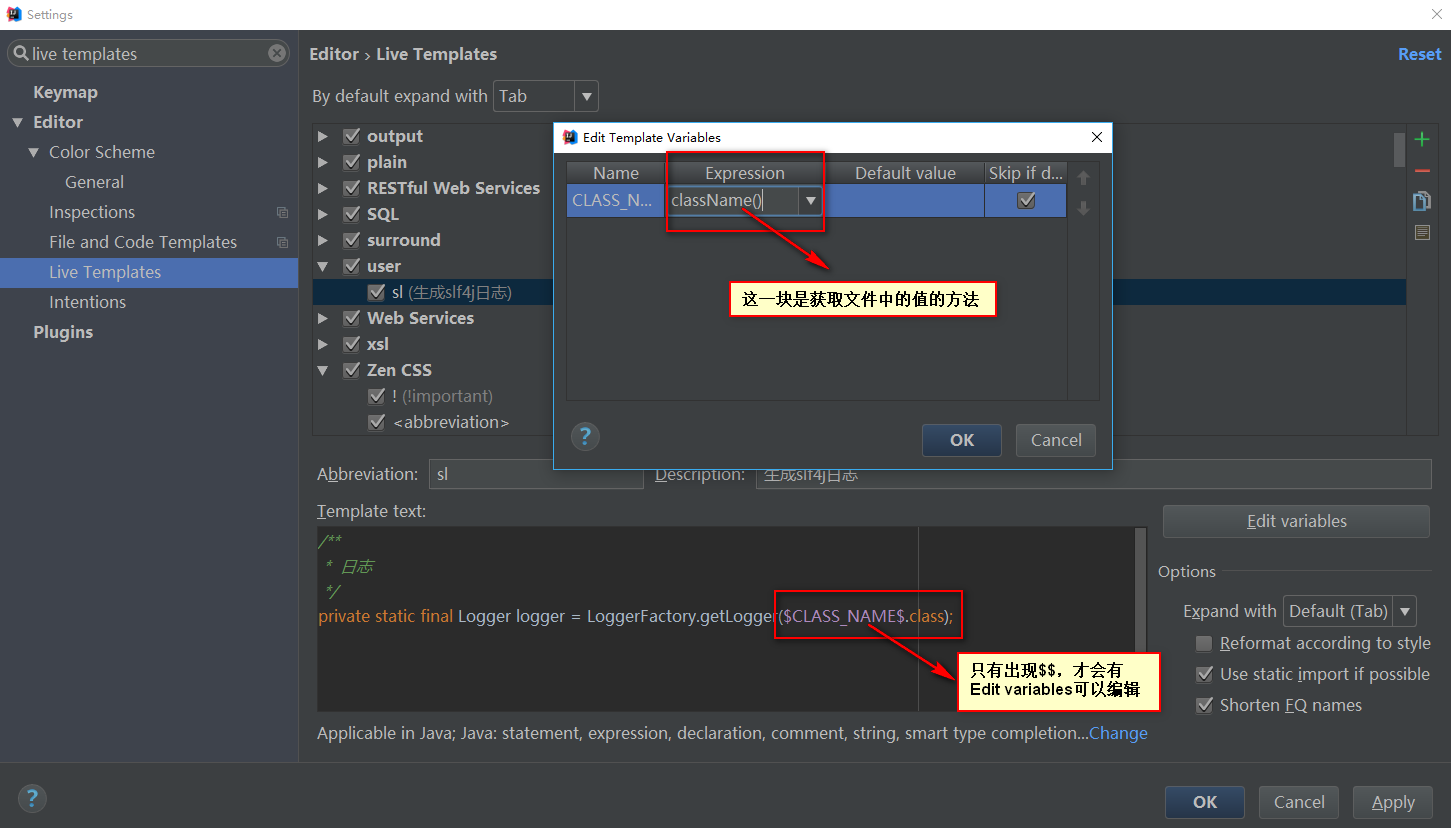 Settings
live templates
Keymap
Editor
Color Scheme
General
Inspections
File and Code Templates
Live Templates
Intentions
Plugins
Editor › Live Templates
Reset
By default expand with Tab
output
plain
RESTful Web Services
SQL
surround
user
sl (生成slf4j日志)
Web Services
xsl
Zen CSS
! (!important)
<abbreviation>
Edit Template Variables
Name Expression Default value Skip if d...
CLASS_N... className()
这一块是获取文件中的值的方法
? OK Cancel
Abbreviation: sl Description: 生成slf4j日志
Template text:
/**
* 日志
*/
private static final Logger logger = LoggerFactory.getLogger($CLASS_NAME$.class);
只有出现$$，才会有
Edit variables可以编辑
Edit variables
Options
Expand with Default (Tab)
Reformat according to style
Use static import if possible
Shorten FQ names
Applicable in Java; Java: statement, expression, declaration, comment, string, smart type completion...Change
? OK Cancel Apply